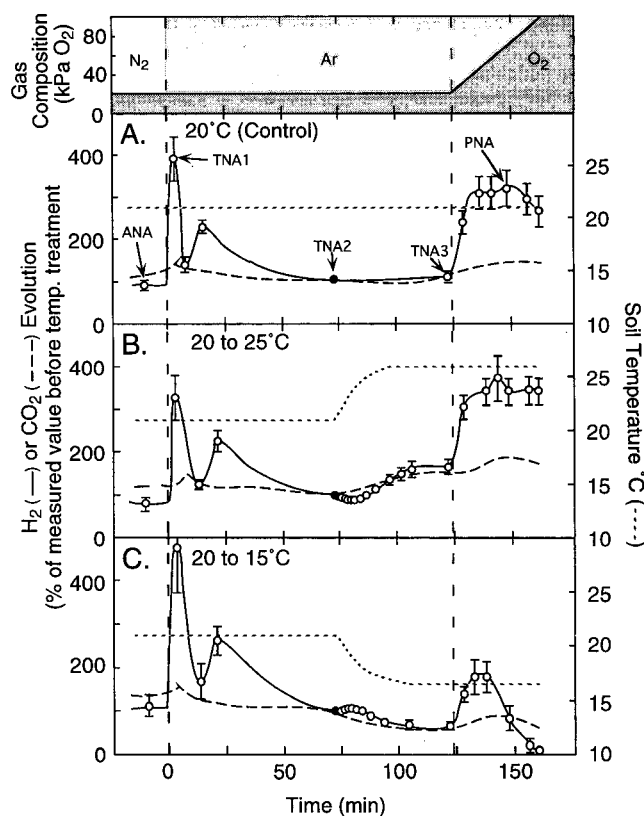 Gas
Composition
(kPa O₂)
80
40
0
N₂
Ar
O₂
A.
20˚C (Control)
TNA1
PNA
ANA
TNA2
TNA3
400
200
0
25
20
15
10
B.
20 to 25˚C
400
200
0
25
20
15
10
C.
20 to 15˚C
400
200
0
25
20
15
10
H₂ (—) or CO₂ (– – –) Evolution
(% of measured value before temp. treatment
Soil Temperature ˚C (- - - -)
0
50
100
150
Time (min)